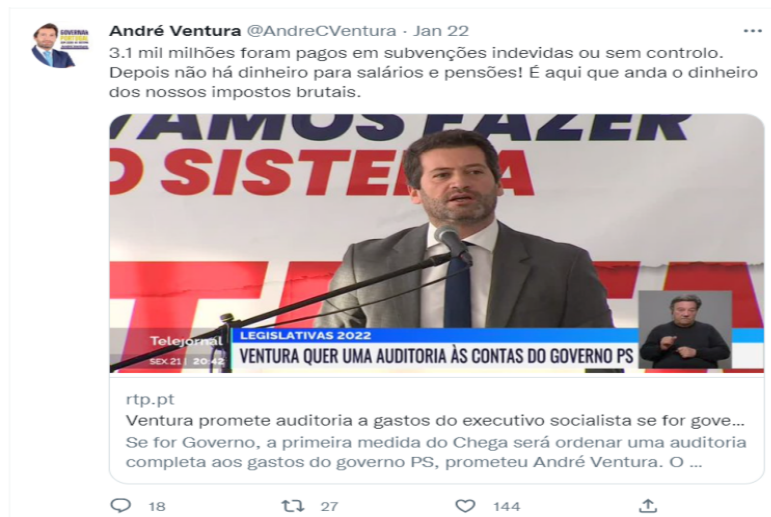 André Ventura @AndreCVentura · Jan 22
3.1 mil milhões foram pagos em subvenções indevidas ou sem controlo.
Depois não há dinheiro para salários e pensões! É aqui que anda o dinheiro
dos nossos impostos brutais.
VAMOS FAZER
O SISTEMA
Telejornal
SEX 21 | 20:42
LEGISLATIVAS 2022
VENTURA QUER UMA AUDITORIA ÀS CONTAS DO GOVERNO PS
rtp.pt
Ventura promete auditoria a gastos do executivo socialista se for gove...
Se for Governo, a primeira medida do Chega será ordenar uma auditoria
completa aos gastos do governo PS, prometeu André Ventura. O ...
18 27 144